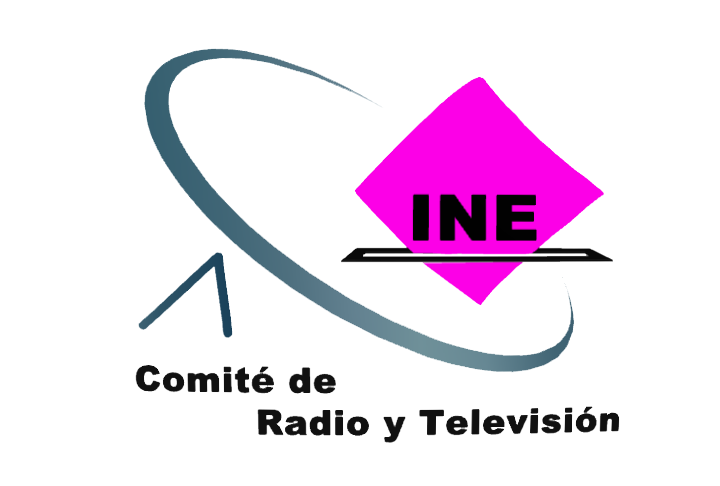 INE
Comité de
Radio y Televisión